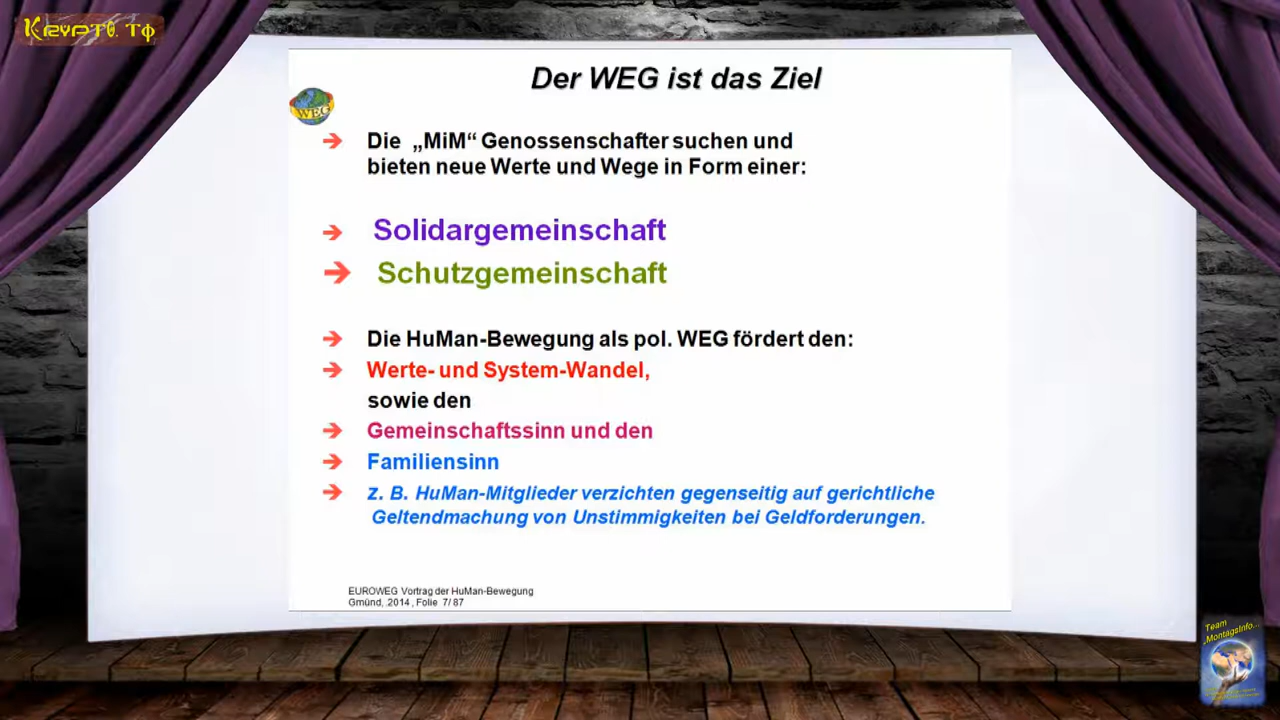 Krypto.Tφ
Der WEG ist das Ziel
WEG
Die „MiM“ Genossenschafter suchen und
bieten neue Werte und Wege in Form einer:
Solidargemeinschaft
Schutzgemeinschaft
Die HuMan-Bewegung als pol. WEG fördert den:
Werte- und System-Wandel,
sowie den
Gemeinschaftssinn und den
Familiensinn
z. B. HuMan-Mitglieder verzichten gegenseitig auf gerichtliche
Geltendmachung von Unstimmigkeiten bei Geldforderungen.
EUROWEG Vortrag der HuMan-Bewegung
Gmünd, .2014 , Folie 7/ 87
Team
„MontagsInfo...